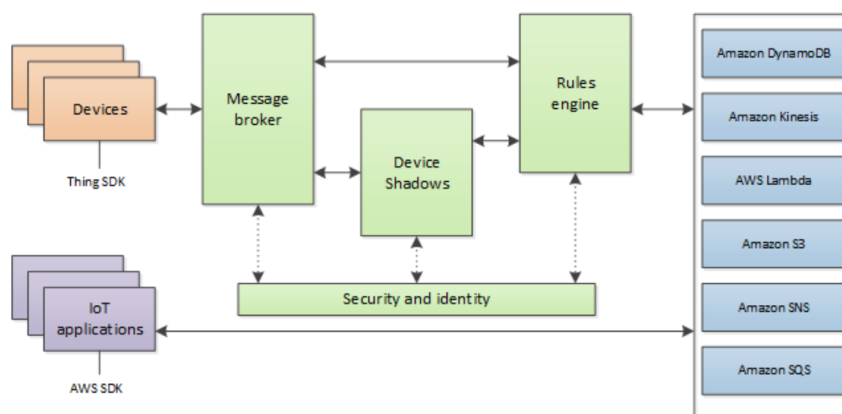 Devices
Thing SDK
Message
broker
Device
Shadows
Rules
engine
Security and identity
IoT
applications
AWS SDK
Amazon DynamoDB
Amazon Kinesis
AWS Lambda
Amazon S3
Amazon SNS
Amazon SQS